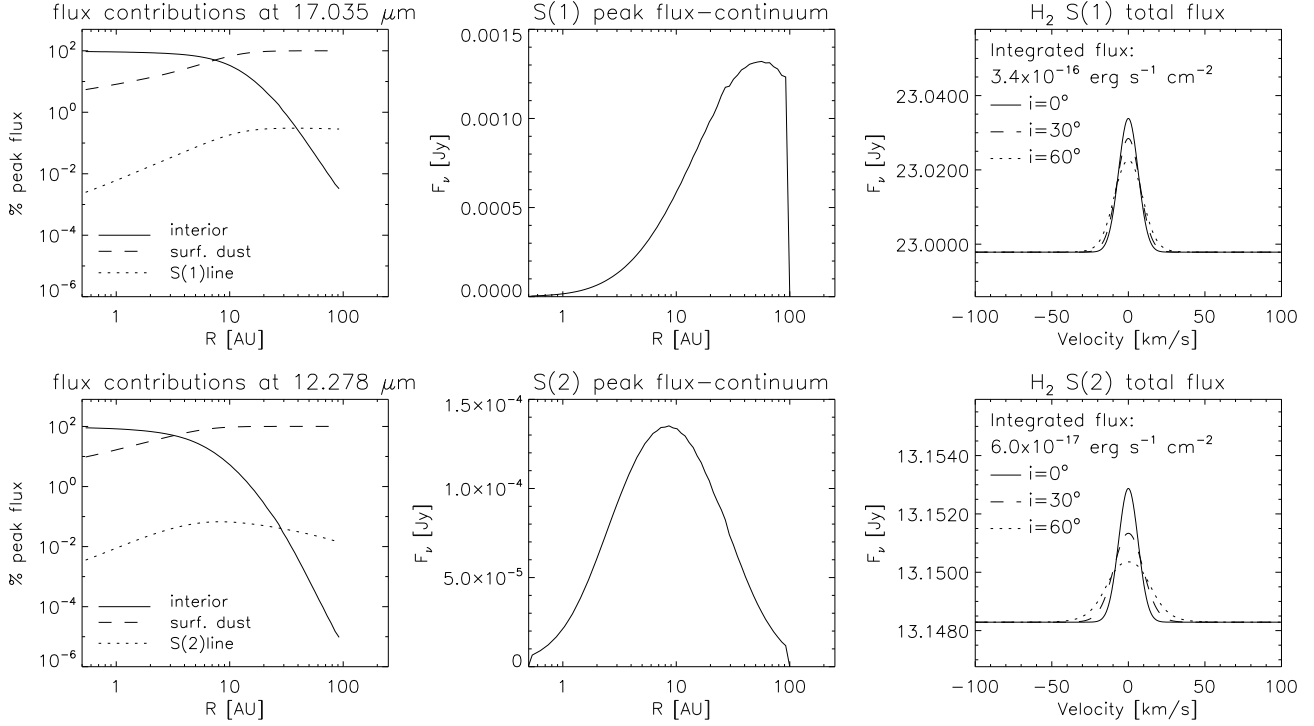 flux contributions at 17.035 μm
% peak flux
10²
10⁰
10⁻²
10⁻⁴
10⁻⁶
interior
surf. dust
S(1)line
1
10
100
R [AU]
S(1) peak flux−continuum
F_ν [Jy]
0.0015
0.0010
0.0005
0.0000
1
10
100
R [AU]
H₂ S(1) total flux
F_ν [Jy]
23.0400
23.0200
23.0000
Integrated flux:
3.4x10⁻¹⁶ erg s⁻¹ cm⁻²
i=0°
i=30°
i=60°
−100
−50
0
50
100
Velocity [km/s]
flux contributions at 12.278 μm
% peak flux
10²
10⁰
10⁻²
10⁻⁴
10⁻⁶
interior
surf. dust
S(2)line
1
10
100
R [AU]
S(2) peak flux−continuum
F_ν [Jy]
1.5×10⁻⁴
1.0×10⁻⁴
5.0×10⁻⁵
0
1
10
100
R [AU]
H₂ S(2) total flux
F_ν [Jy]
13.1540
13.1520
13.1500
13.1480
Integrated flux:
6.0x10⁻¹⁷ erg s⁻¹ cm⁻²
i=0°
i=30°
i=60°
−100
−50
0
50
100
Velocity [km/s]